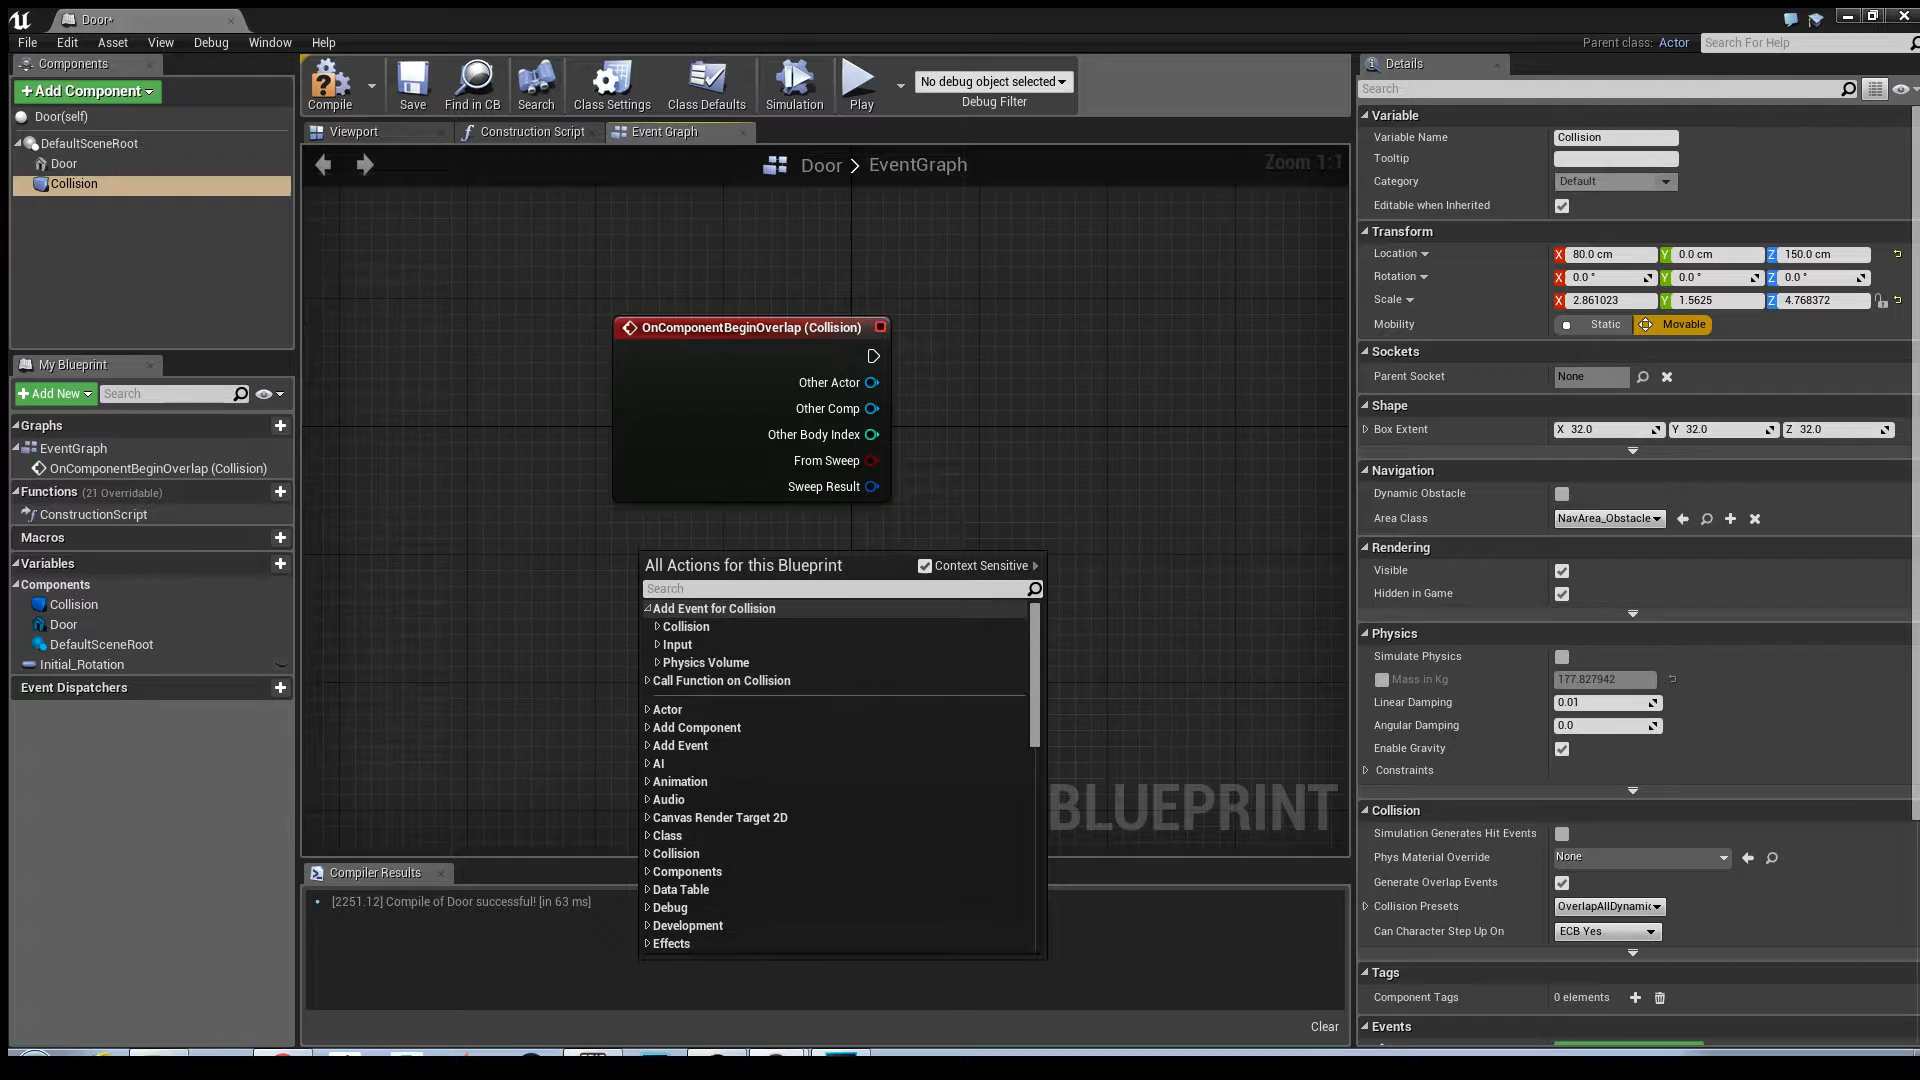 Door*
File Edit Asset View Debug Window Help
Parent class: Actor
Search For Help
Components
+Add Component
Door(self)
DefaultSceneRoot
Door
Collision
Compile
Save
Find in CB
Search
Class Settings
Class Defaults
Simulation
Play
No debug object selected
Debug Filter
Viewport
Construction Script
Event Graph
Door > EventGraph
Zoom 1:1
OnComponentBeginOverlap (Collision)
Other Actor
Other Comp
Other Body Index
From Sweep
Sweep Result
All Actions for this Blueprint
Context Sensitive
Search
Add Event for Collision
Collision
Input
Physics Volume
Call Function on Collision
Actor
Add Component
Add Event
AI
Animation
Audio
Canvas Render Target 2D
Class
Collision
Components
Data Table
Debug
Development
Effects
BLUEPRINT
My Blueprint
+Add New
Search
Graphs
EventGraph
OnComponentBeginOverlap (Collision)
Functions (21 Overridable)
ConstructionScript
Macros
Variables
Components
Collision
Door
DefaultSceneRoot
Initial_Rotation
Event Dispatchers
Compiler Results
[2251.12] Compile of Door successful! [in 63 ms]
Clear
Details
Search
Variable
Variable Name Collision
Tooltip
Category Default
Editable when Inherited
Transform
Location X 80.0 cm Y 0.0 cm Z 150.0 cm
Rotation X 0.0 ° Y 0.0 ° Z 0.0 °
Scale X 2.861023 Y 1.5625 Z 4.768372
Mobility Static Movable
Sockets
Parent Socket None
Shape
Box Extent X 32.0 Y 32.0 Z 32.0
Navigation
Dynamic Obstacle
Area Class NavArea_Obstacle
Rendering
Visible
Hidden in Game
Physics
Simulate Physics
Mass in Kg 177.827942
Linear Damping 0.01
Angular Damping 0.0
Enable Gravity
Constraints
Collision
Simulation Generates Hit Events
Phys Material Override None
Generate Overlap Events
Collision Presets OverlapAllDynamic
Can Character Step Up On ECB Yes
Tags
Component Tags 0 elements
Events